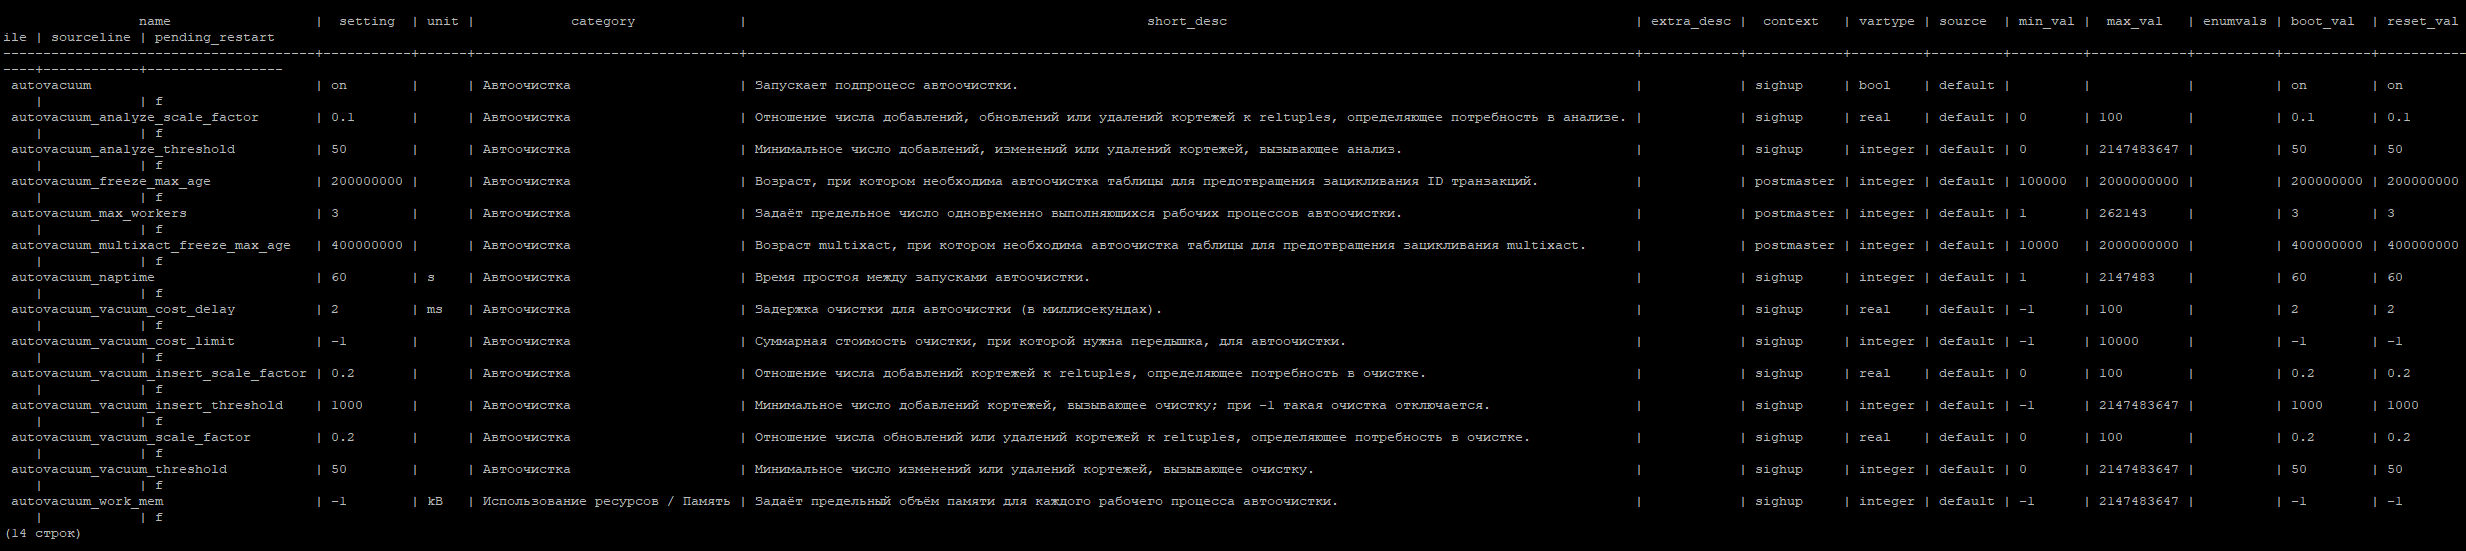 name | setting | unit | category | short_desc | extra_desc | context | vartype | source | min_val | max_val | enumvals | boot_val | reset_val
ile | sourceline | pending_restart
----------------------------------------+-----------+------+-------------------------------+------------------------------------------------------------------------------------------------------------+------------+------------+---------+---------+---------+------------+----------+-----------+-----------
----+------------+-----------------
autovacuum | on | | Автоочистка | Запускает подпроцесс автоочистки. | | sighup | bool | default | | | | on | on
| | f
autovacuum_analyze_scale_factor | 0.1 | | Автоочистка | Отношение числа добавлений, обновлений или удалений кортежей к reltuples, определяющее потребность в анализе. | | sighup | real | default | 0 | 100 | | 0.1 | 0.1
| | f
autovacuum_analyze_threshold | 50 | | Автоочистка | Минимальное число добавлений, изменений или удалений кортежей, вызывающее анализ. | | sighup | integer | default | 0 | 2147483647 | | 50 | 50
| | f
autovacuum_freeze_max_age | 200000000 | | Автоочистка | Возраст, при котором необходима автоочистка таблицы для предотвращения зацикливания ID транзакций. | | postmaster | integer | default | 100000 | 2000000000 | | 200000000 | 200000000
| | f
autovacuum_max_workers | 3 | | Автоочистка | Задаёт предельное число одновременно выполняющихся рабочих процессов автоочистки. | | postmaster | integer | default | 1 | 262143 | | 3 | 3
| | f
autovacuum_multixact_freeze_max_age | 400000000 | | Автоочистка | Возраст multixact, при котором необходима автоочистка таблицы для предотвращения зацикливания multixact. | | postmaster | integer | default | 10000 | 2000000000 | | 400000000 | 400000000
| | f
autovacuum_naptime | 60 | s | Автоочистка | Время простоя между запусками автоочистки. | | sighup | integer | default | 1 | 2147483 | | 60 | 60
| | f
autovacuum_vacuum_cost_delay | 2 | ms | Автоочистка | Задержка очистки для автоочистки (в миллисекундах). | | sighup | real | default | -1 | 100 | | 2 | 2
| | f
autovacuum_vacuum_cost_limit | -1 | | Автоочистка | Суммарная стоимость очистки, при которой нужна передышка, для автоочистки. | | sighup | integer | default | -1 | 10000 | | -1 | -1
| | f
autovacuum_vacuum_insert_scale_factor | 0.2 | | Автоочистка | Отношение числа добавлений кортежей к reltuples, определяющее потребность в очистке. | | sighup | real | default | 0 | 100 | | 0.2 | 0.2
| | f
autovacuum_vacuum_insert_threshold | 1000 | | Автоочистка | Минимальное число добавлений кортежей, вызывающее очистку; при -1 такая очистка отключается. | | sighup | integer | default | -1 | 2147483647 | | 1000 | 1000
| | f
autovacuum_vacuum_scale_factor | 0.2 | | Автоочистка | Отношение числа обновлений или удалений кортежей к reltuples, определяющее потребность в очистке. | | sighup | real | default | 0 | 100 | | 0.2 | 0.2
| | f
autovacuum_vacuum_threshold | 50 | | Автоочистка | Минимальное число изменений или удалений кортежей, вызывающее очистку. | | sighup | integer | default | 0 | 2147483647 | | 50 | 50
| | f
autovacuum_work_mem | -1 | kB | Использование ресурсов / Память | Задаёт предельный объём памяти для каждого рабочего процесса автоочистки. | | sighup | integer | default | -1 | 2147483647 | | -1 | -1
| | f
(14 строк)